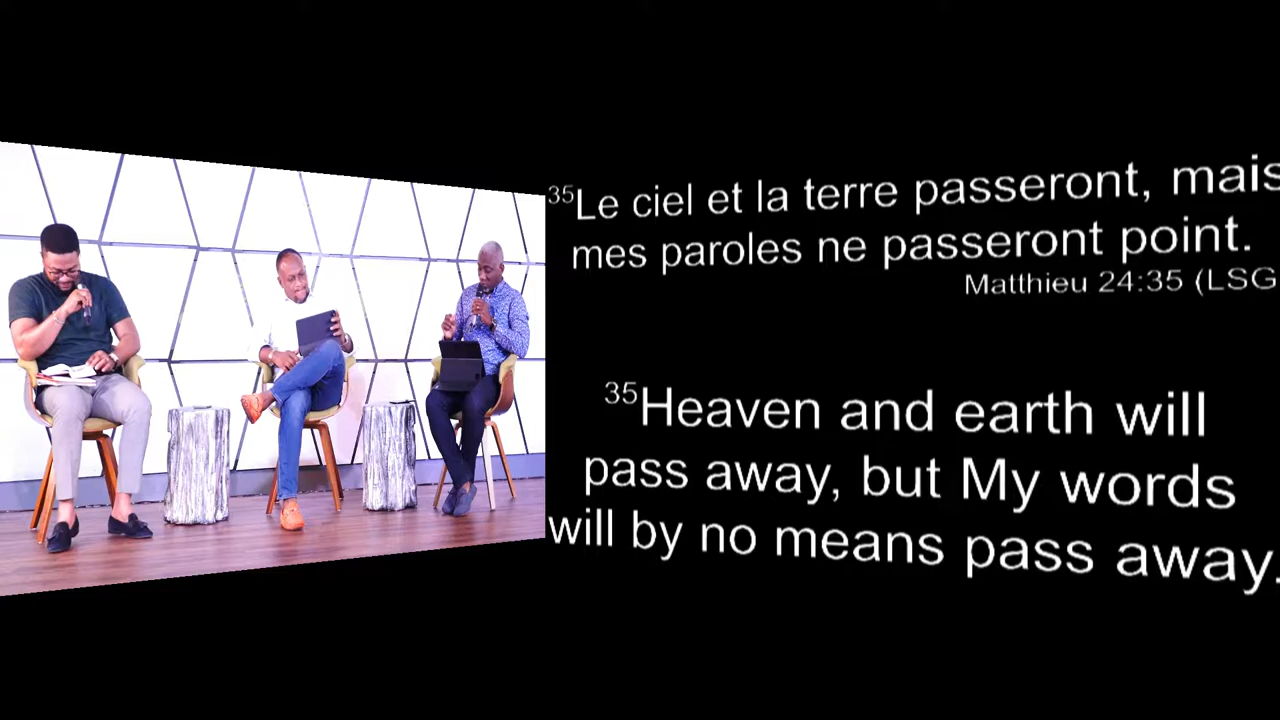 ³⁵Le ciel et la terre passeront, mais
mes paroles ne passeront point.
Matthieu 24:35 (LSG
³⁵Heaven and earth will
pass away, but My words
will by no means pass away.